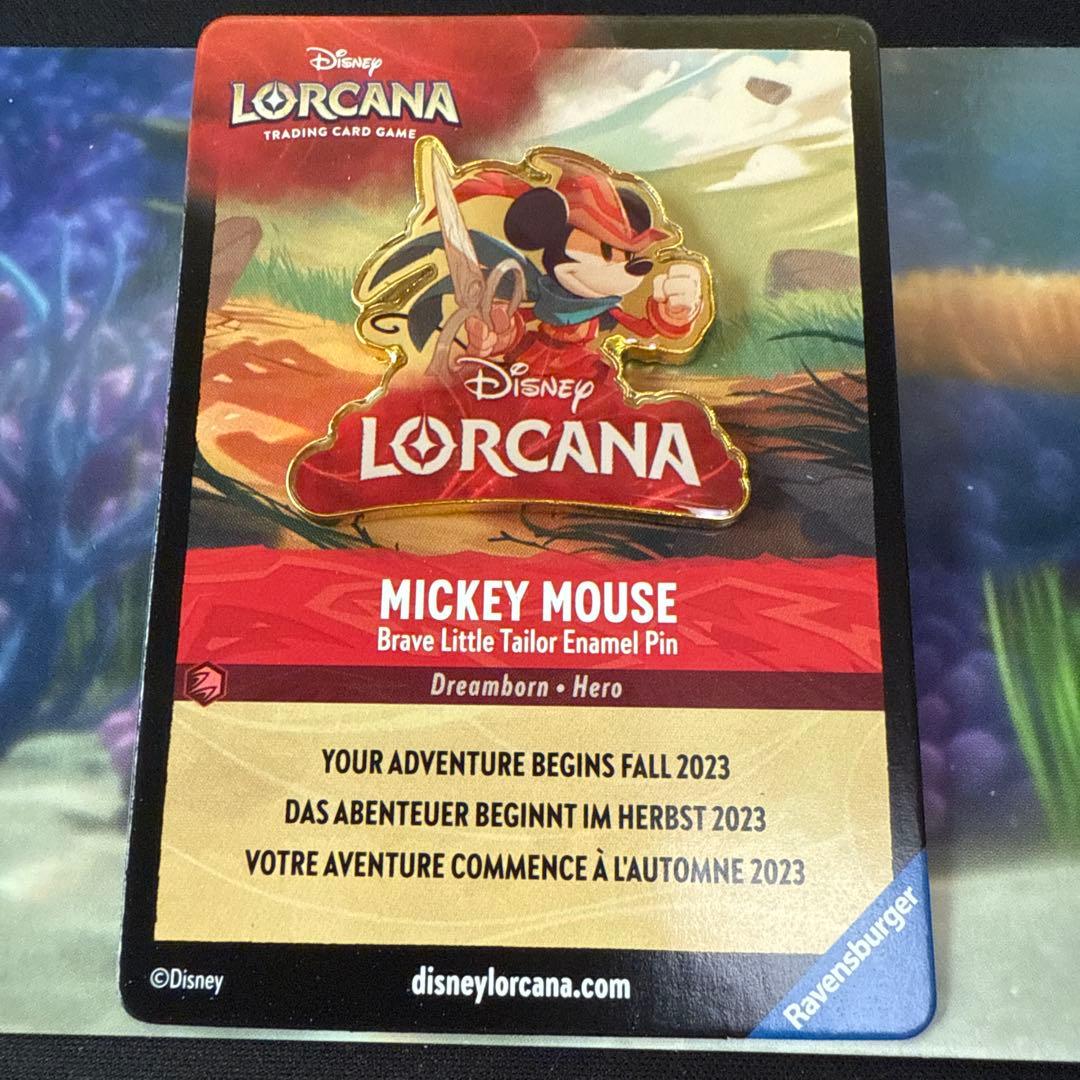 Disney
LORCANA
TRADING CARD GAME
Disney
LORCANA
MICKEY MOUSE
Brave Little Tailor Enamel Pin
Dreamborn • Hero
YOUR ADVENTURE BEGINS FALL 2023
DAS ABENTEUER BEGINNT IM HERBST 2023
VOTRE AVENTURE COMMENCE À L'AUTOMNE 2023
©Disney
disneylorcana.com
Ravensburger